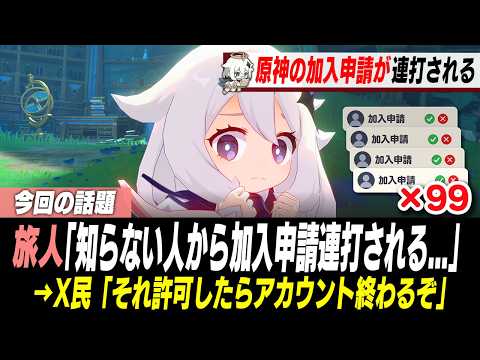 原神の加入申請が連打される
加入申請
加入申請
加入申請
加入申請
×99
今回の話題
旅人「知らない人から加入申請連打される...」
→X民「それ許可したらアカウント終わるぞ」